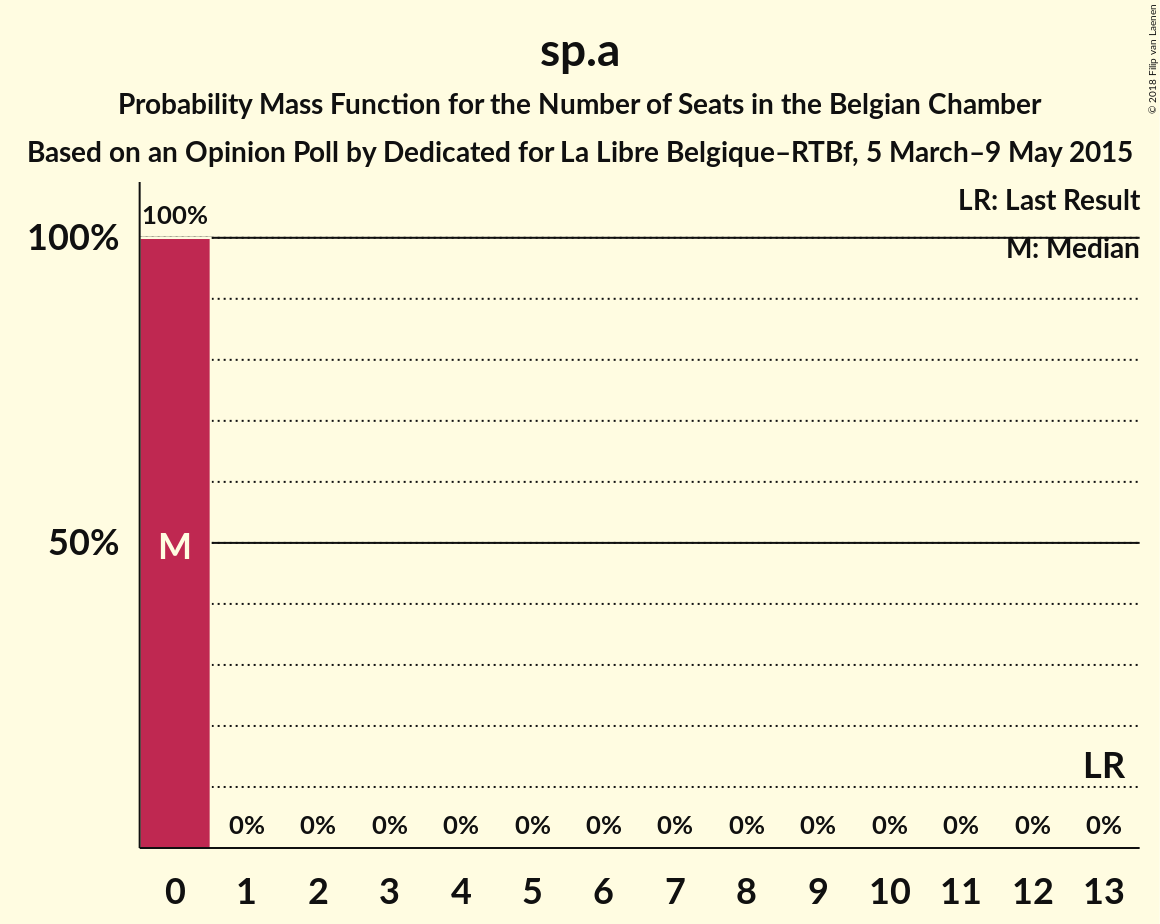 sp.a
Probability Mass Function for the Number of Seats in the Belgian Chamber
Based on an Opinion Poll by Dedicated for La Libre Belgique–RTBf, 5 March–9 May 2015
© 2018 Filip van Laenen
LR: Last Result
M: Median
100%
100%
50%
M
LR
0% 0% 0% 0% 0% 0% 0% 0% 0% 0% 0% 0% 0%
0 1 2 3 4 5 6 7 8 9 10 11 12 13